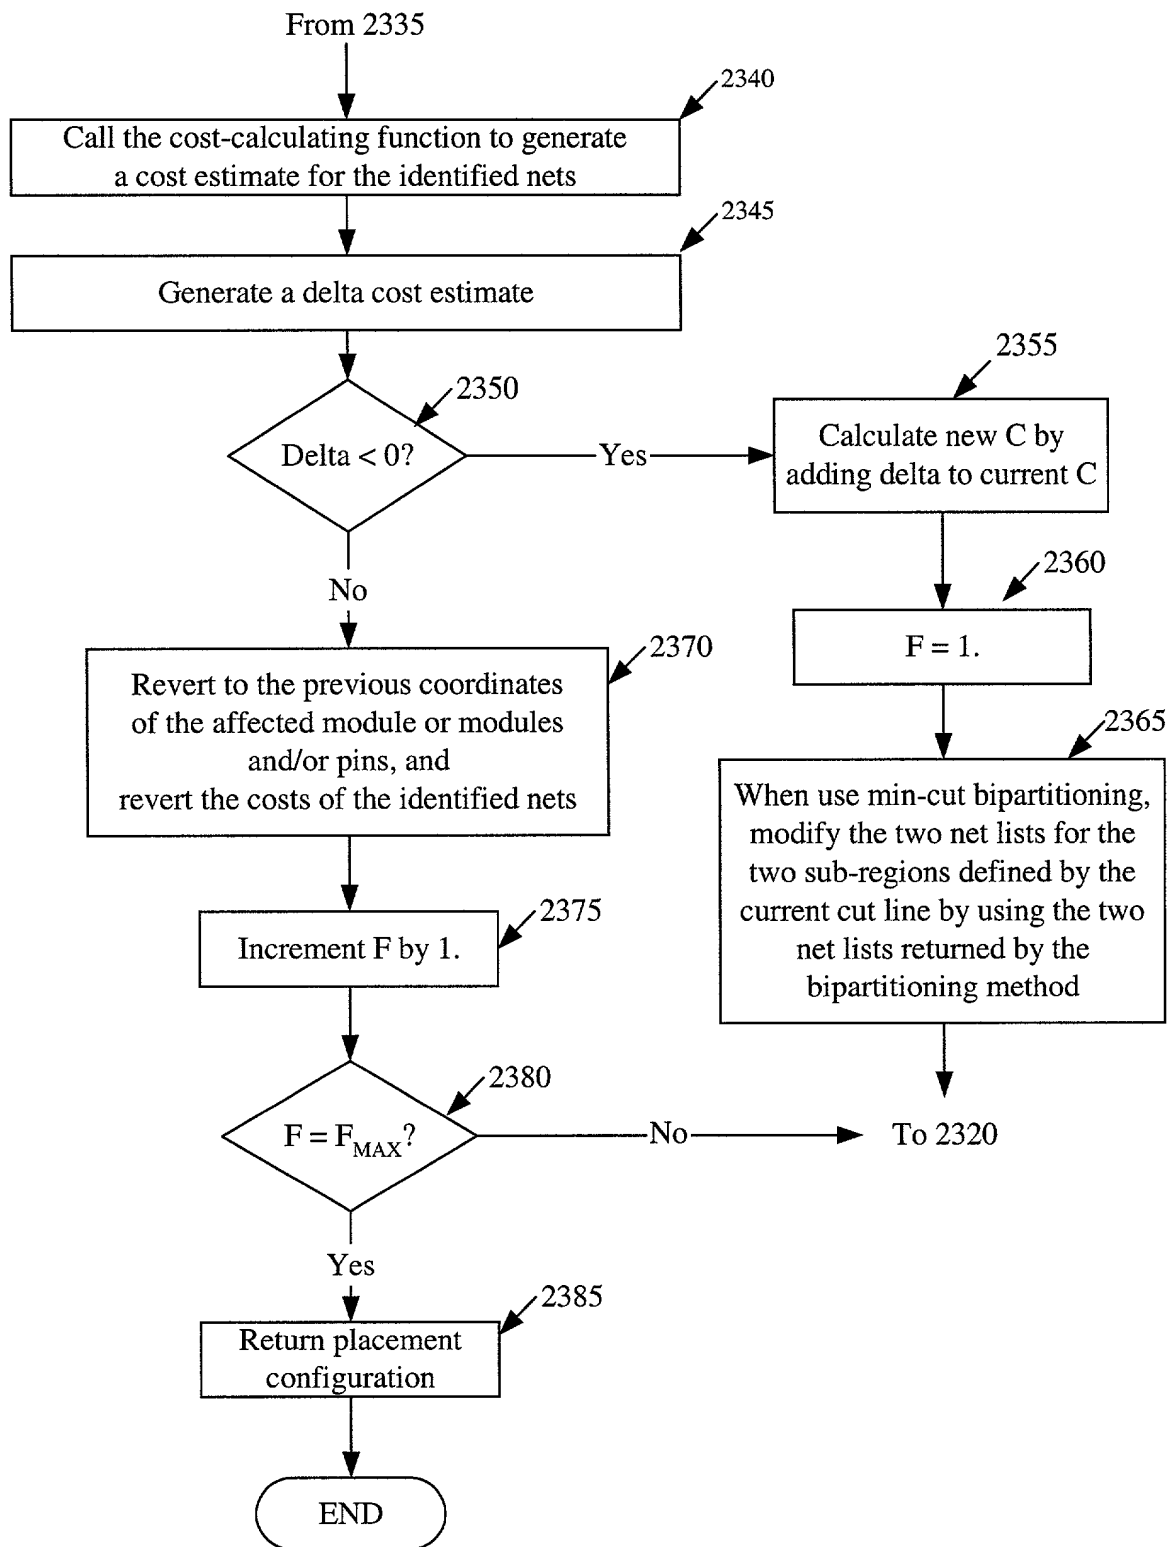 From 2335
2340
Call the cost-calculating function to generate
a cost estimate for the identified nets
2345
Generate a delta cost estimate
2350
Delta < 0?
Yes
2355
Calculate new C by
adding delta to current C
No
2360
F = 1.
2370
Revert to the previous coordinates
of the affected module or modules
and/or pins, and
revert the costs of the identified nets
2365
When use min-cut bipartitioning,
modify the two net lists for the
two sub-regions defined by the
current cut line by using the two
net lists returned by the
bipartitioning method
2375
Increment F by 1.
2380
F = FMAX?
No
To 2320
Yes
2385
Return placement
configuration
END